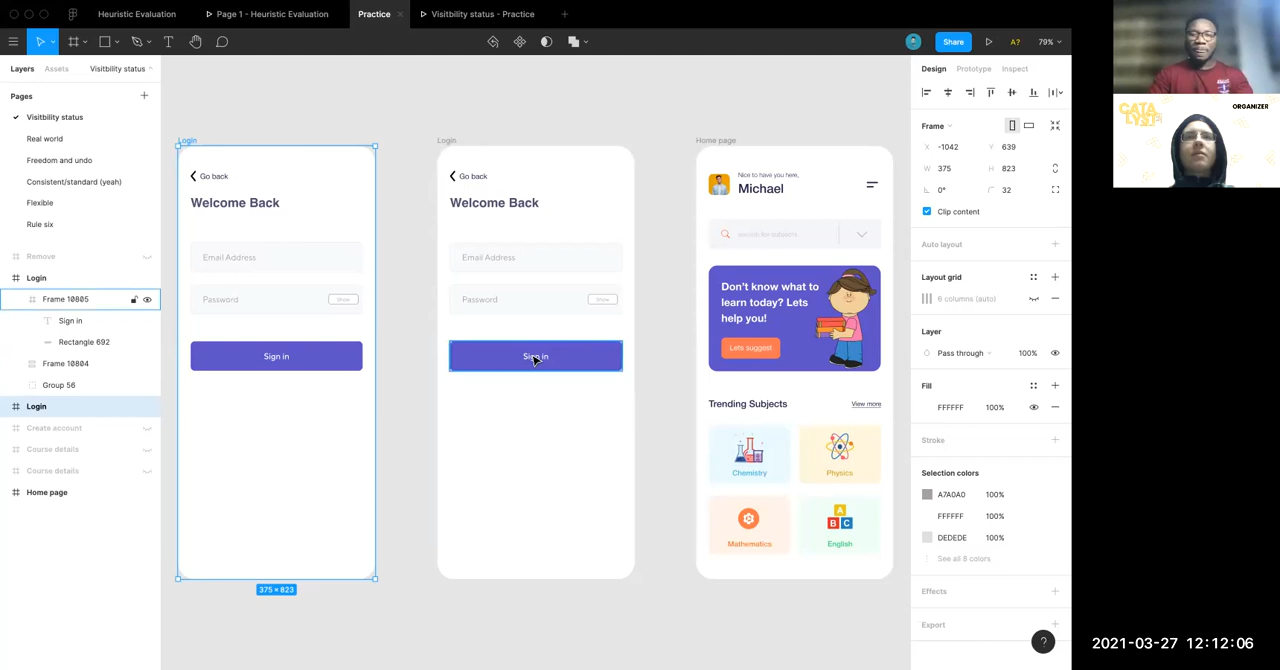 Heuristic Evaluation
Page 1 - Heuristic Evaluation
Practice
Visitbility status - Practice
Share
A?
79%
Layers
Assets
Visitbility status
Pages
Visitbility status
Real world
Freedom and undo
Consistent/standard (yeah)
Flexible
Rule six
Remove
Login
Frame 10805
Sign in
Rectangle 692
Frame 10804
Group 56
Login
Create account
Course details
Course details
Home page
Login
Go back
Welcome Back
Email Address
Password
Show
Sign in
375 × 823
Login
Go back
Welcome Back
Email Address
Password
Show
Sign in
Home page
Nice to have you here,
Michael
search for subjects
Don't know what to
learn today? Lets
help you!
Lets suggest
Trending Subjects
View more
Chemistry
Physics
A
B C
Mathematics
English
Design
Prototype
Inspect
Frame
X -1042 Y 639
W 375 H 823
0° 32
Clip content
Auto layout
Layout grid
6 columns (auto)
Layer
Pass through 100%
Fill
FFFFFF 100%
Stroke
Selection colors
A7A0A0 100%
FFFFFF 100%
DEDEDE 100%
See all 8 colors
Effects
Export
?
CATA
LYST
ORGANIZER
2021-03-27 12:12:06